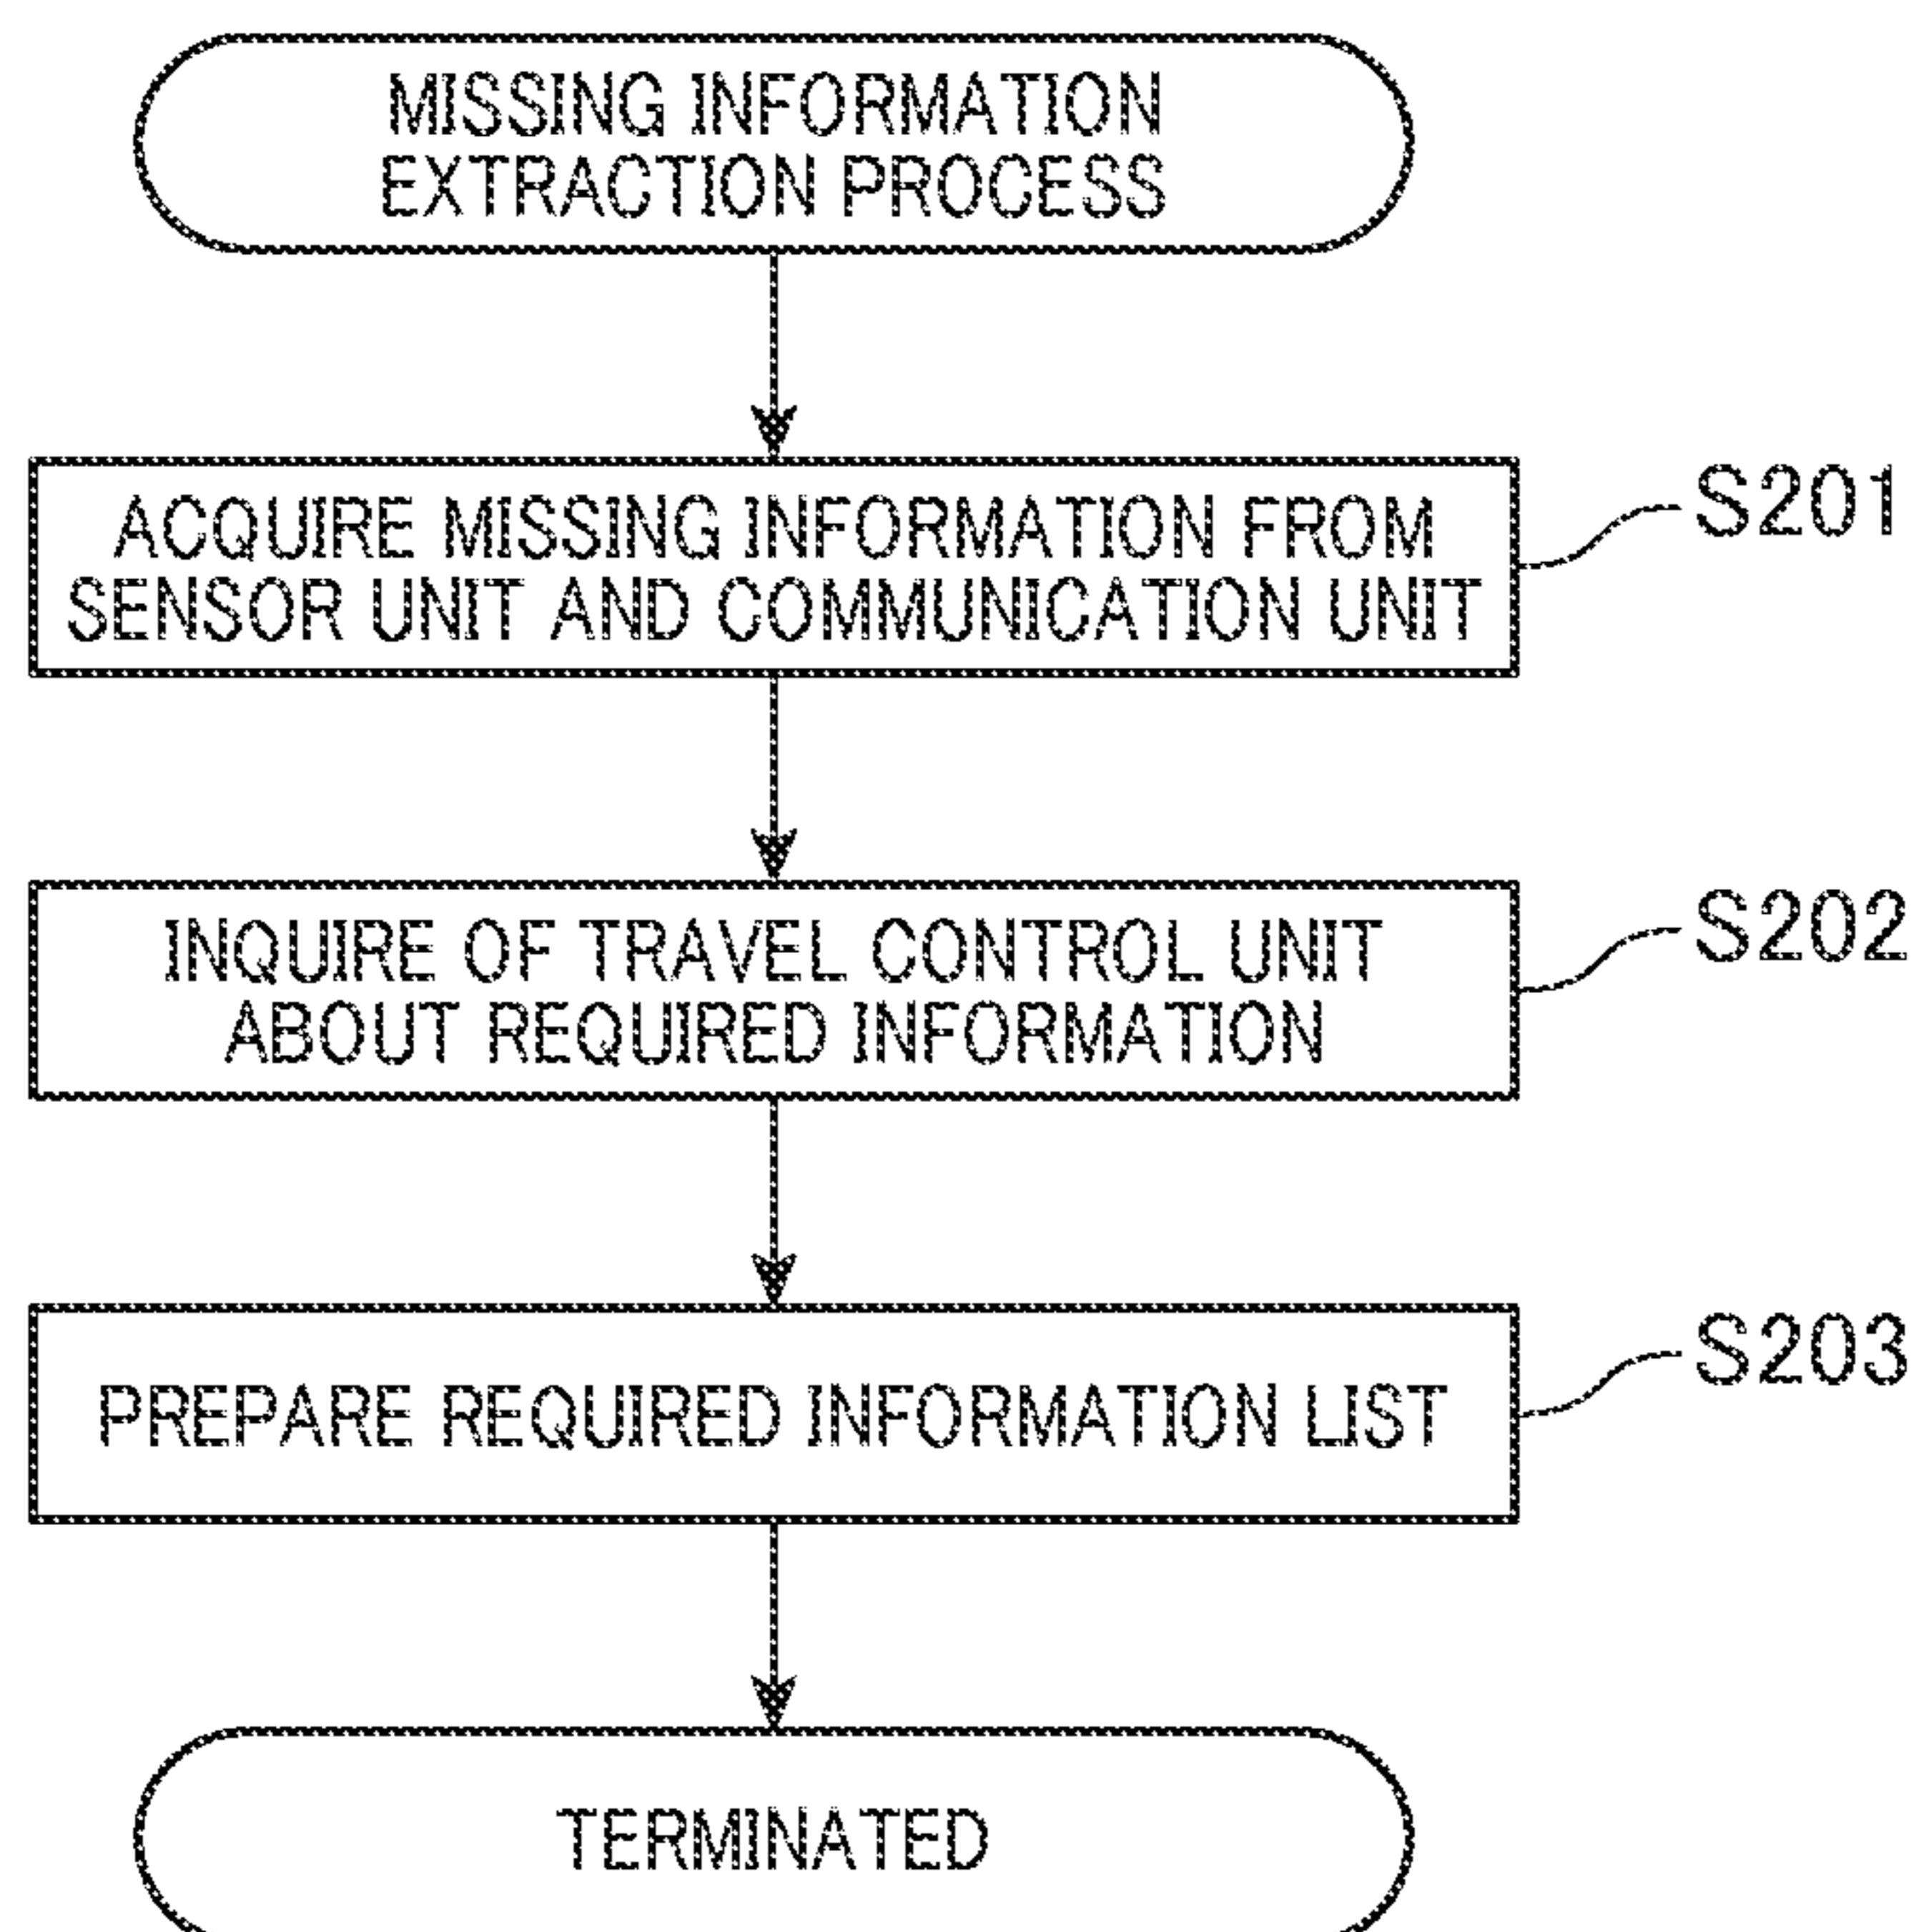 MISSING INFORMATION
EXTRACTION PROCESS
ACQUIRE MISSING INFORMATION FROM
SENSOR UNIT AND COMMUNICATION UNIT
S201
INQUIRE OF TRAVEL CONTROL UNIT
ABOUT REQUIRED INFORMATION
S202
PREPARE REQUIRED INFORMATION LIST
S203
TERMINATED